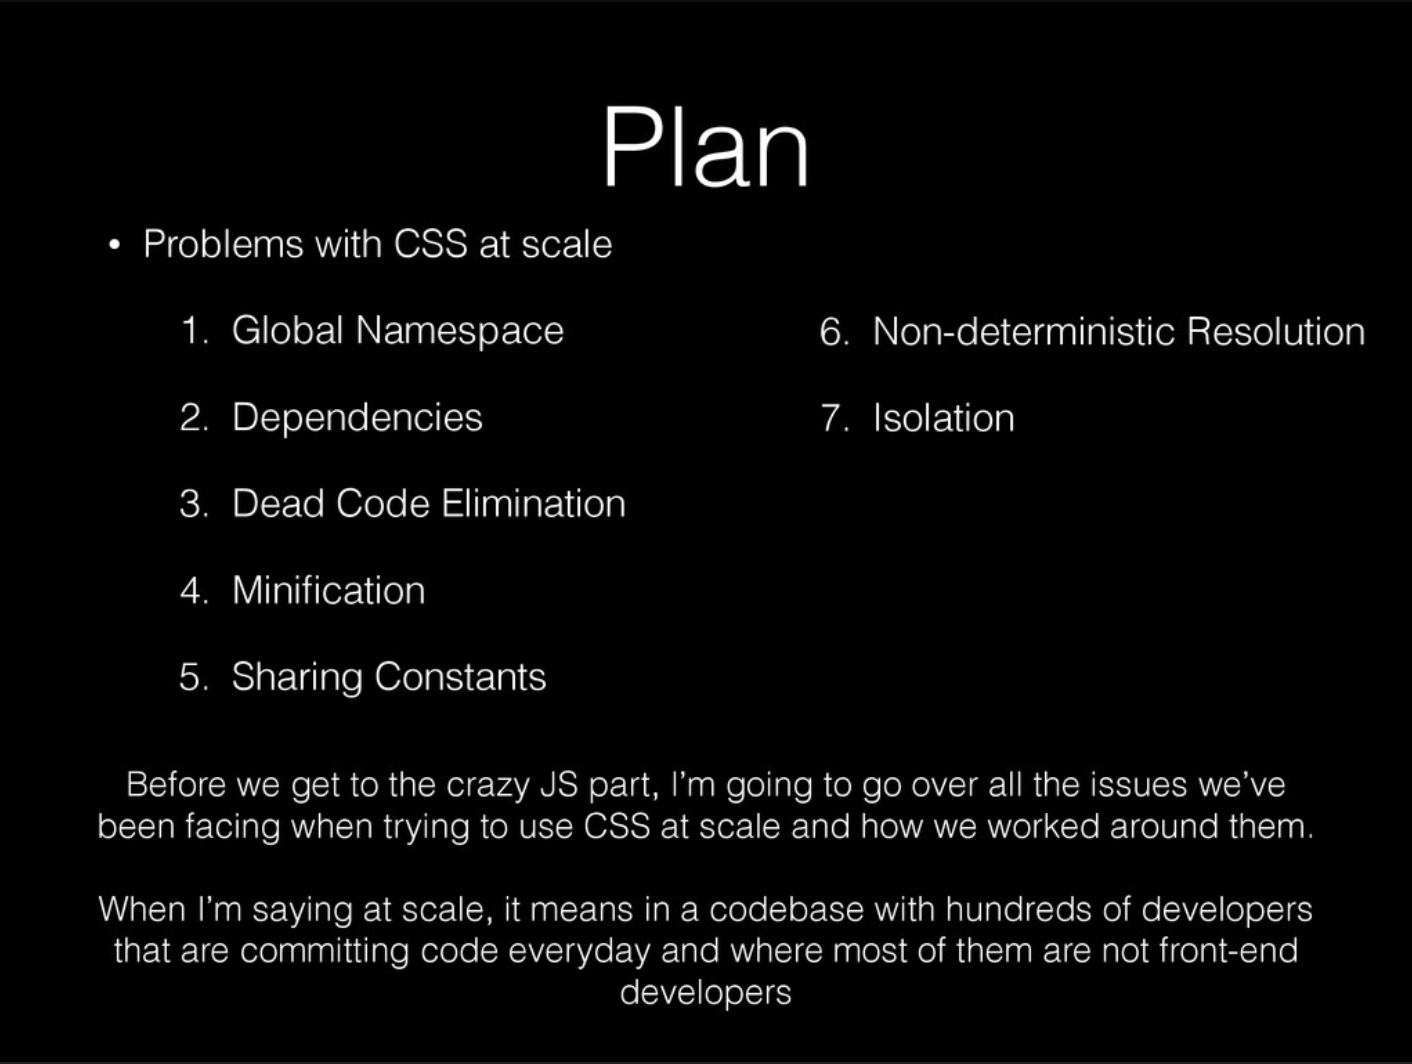 Plan
• Problems with CSS at scale
1. Global Namespace
2. Dependencies
3. Dead Code Elimination
4. Minification
5. Sharing Constants
6. Non-deterministic Resolution
7. Isolation
Before we get to the crazy JS part, I'm going to go over all the issues we've
been facing when trying to use CSS at scale and how we worked around them.
When I'm saying at scale, it means in a codebase with hundreds of developers
that are committing code everyday and where most of them are not front-end
developers